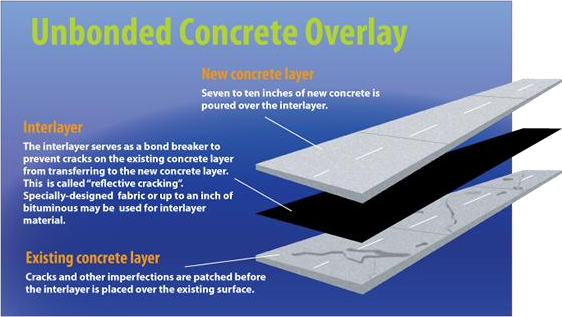 Unbonded Concrete Overlay
New concrete layer
Seven to ten inches of new concrete is
poured over the interlayer.
Interlayer
The interlayer serves as a bond breaker to
prevent cracks on the existing concrete layer
from transferring to the new concrete layer.
This is called “reflective cracking”.
Specially-designed fabric or up to an inch of
bituminous may be used for interlayer
material.
Existing concrete layer
Cracks and other imperfections are patched before
the interlayer is placed over the existing surface.